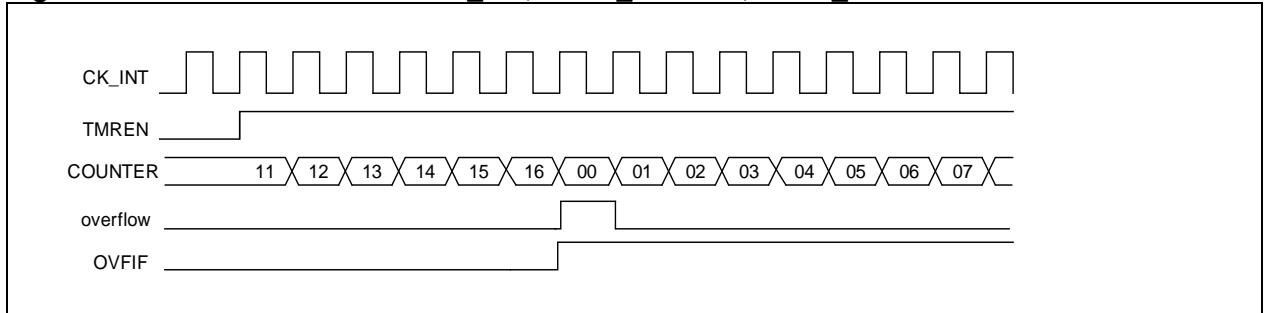 CK_INT
TMREN
COUNTER 11 12 13 14 15 16 00 01 02 03 04 05 06 07
overflow
OVFIF